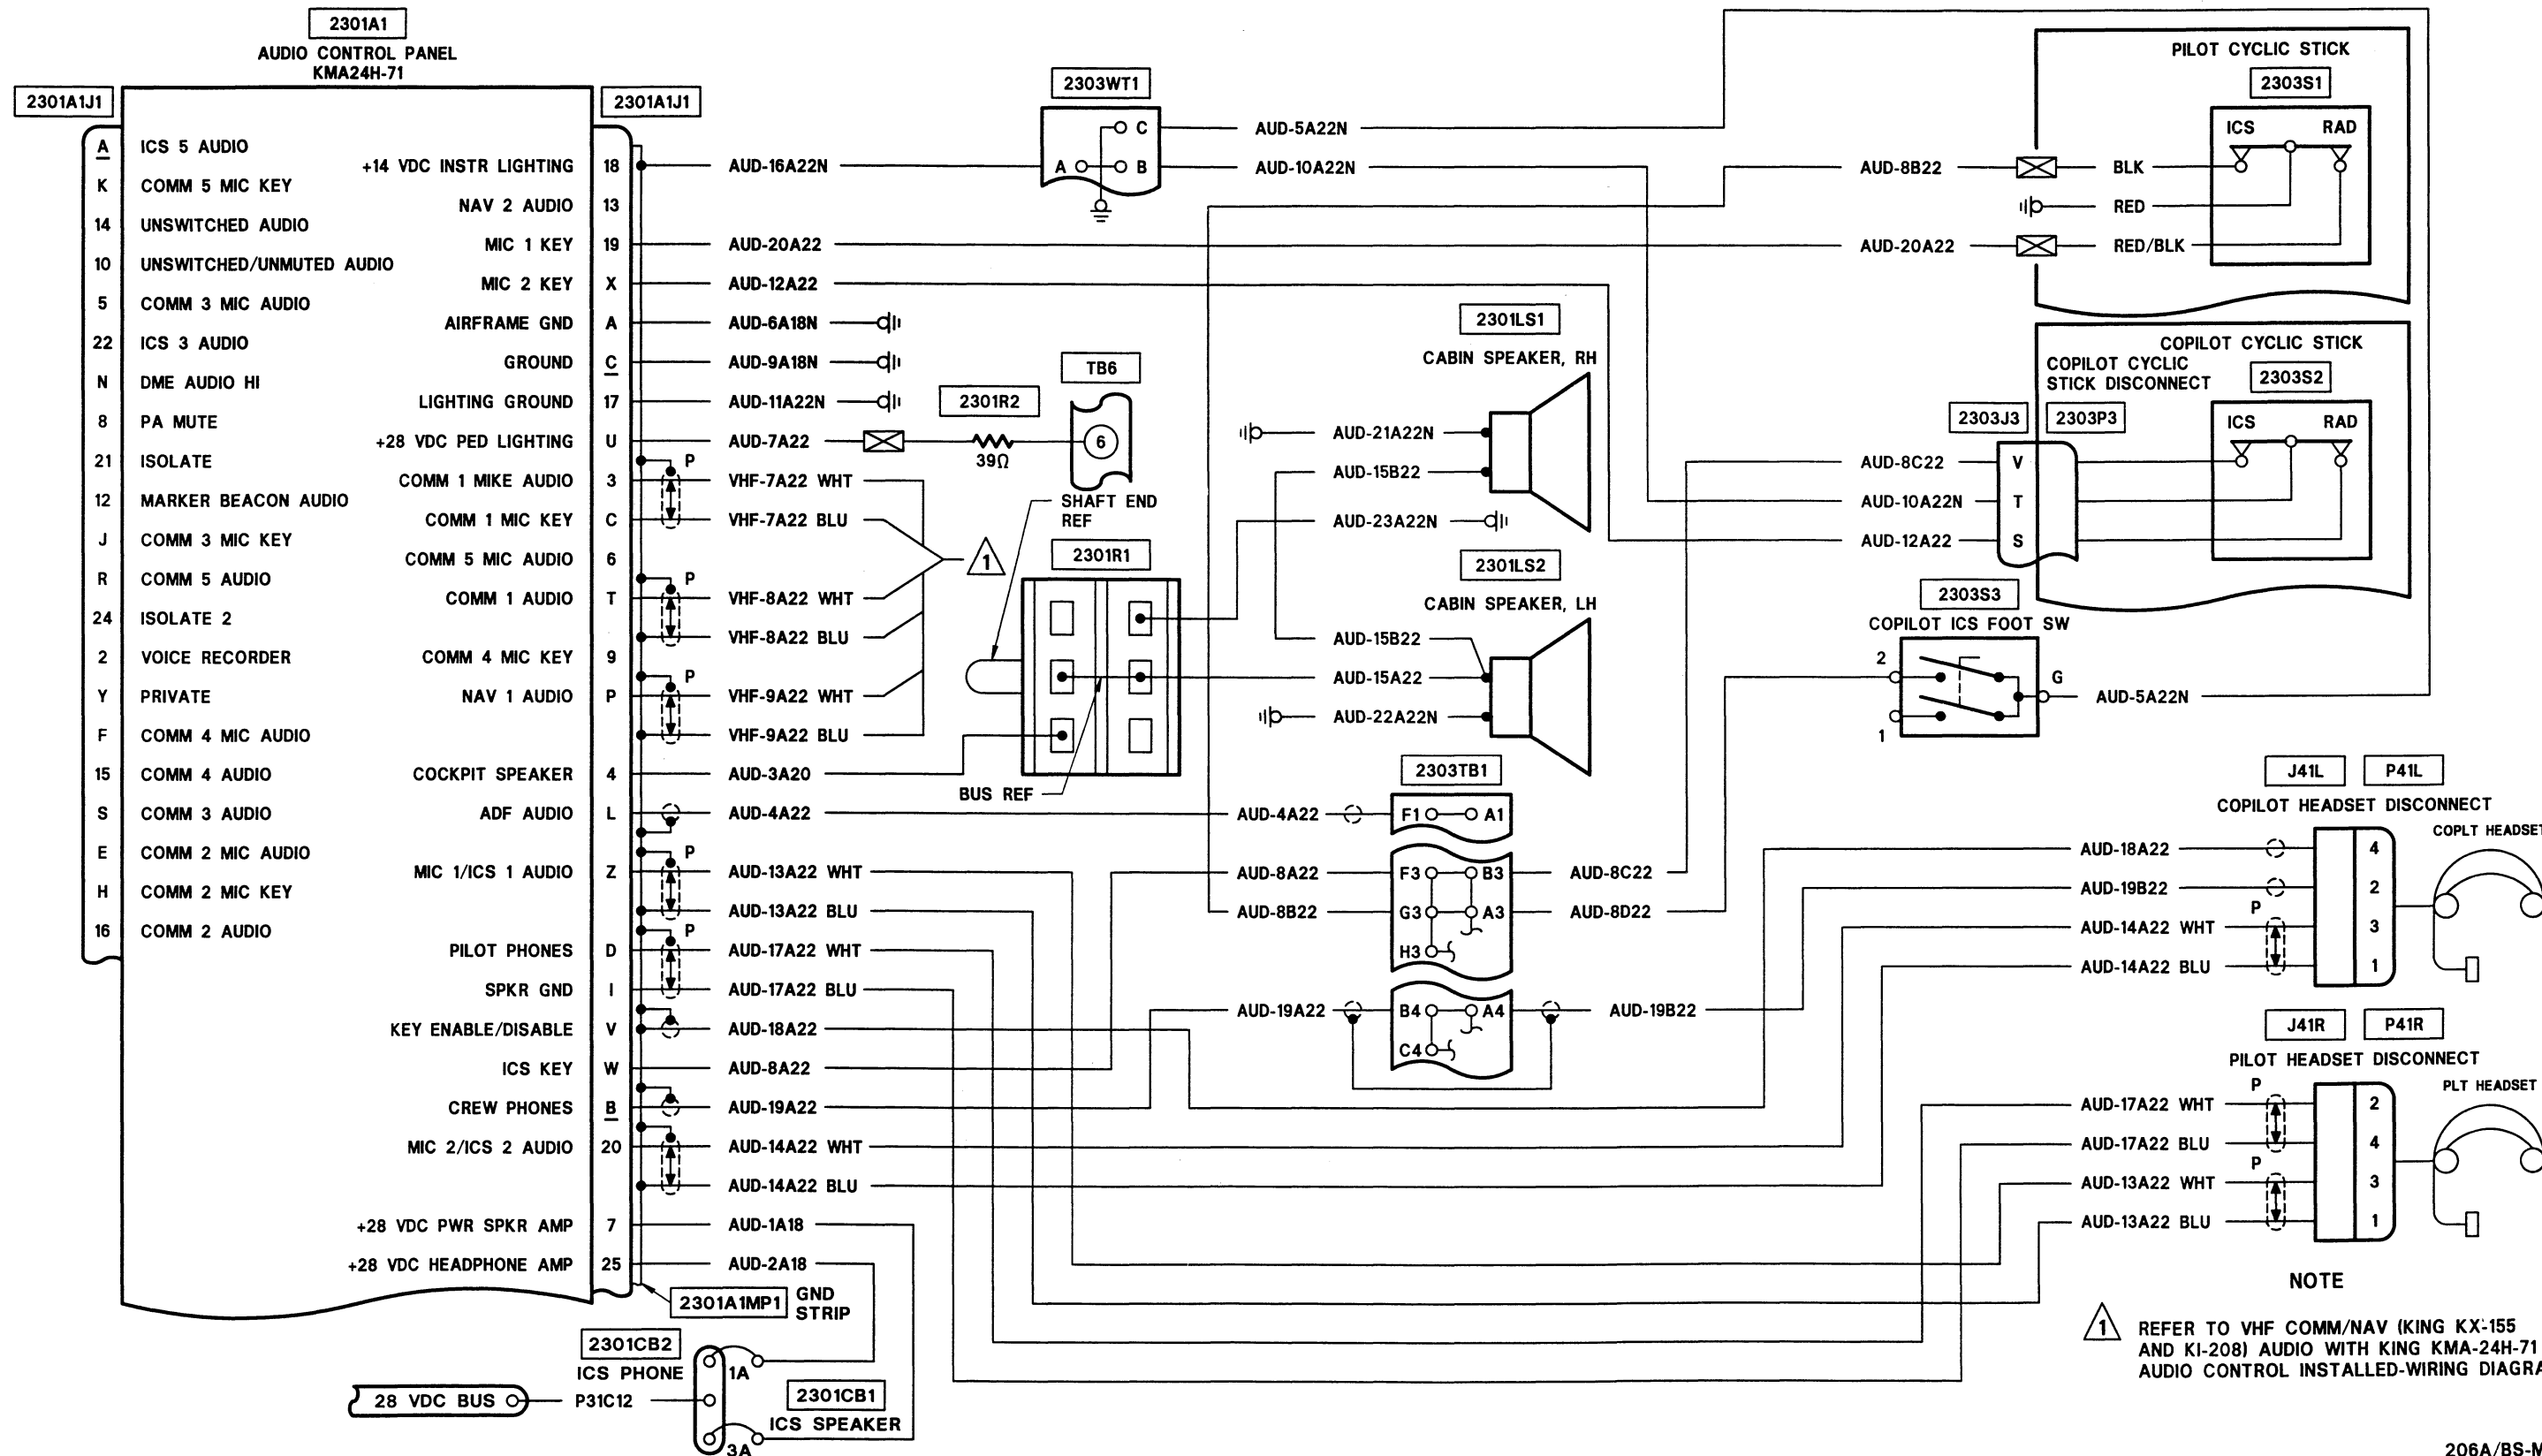 2301A1
AUDIO CONTROL PANEL
KMA24H-71
2301A1J1
2301A1J1
A ICS 5 AUDIO
K COMM 5 MIC KEY
14 UNSWITCHED AUDIO
10 UNSWITCHED/UNMUTED AUDIO
5 COMM 3 MIC AUDIO
22 ICS 3 AUDIO
N DME AUDIO HI
8 PA MUTE
21 ISOLATE
12 MARKER BEACON AUDIO
J COMM 3 MIC KEY
R COMM 5 AUDIO
24 ISOLATE 2
2 VOICE RECORDER
Y PRIVATE
F COMM 4 MIC AUDIO
15 COMM 4 AUDIO
S COMM 3 AUDIO
E COMM 2 MIC AUDIO
H COMM 2 MIC KEY
16 COMM 2 AUDIO
+14 VDC INSTR LIGHTING 18 AUD-16A22N
NAV 2 AUDIO 13
MIC 1 KEY 19 AUD-20A22
MIC 2 KEY X AUD-12A22
AIRFRAME GND A AUD-6A18N
GROUND C AUD-9A18N
LIGHTING GROUND 17 AUD-11A22N
+28 VDC PED LIGHTING U AUD-7A22
P
COMM 1 MIKE AUDIO 3 VHF-7A22 WHT
COMM 1 MIC KEY C VHF-7A22 BLU
COMM 5 MIC AUDIO 6
P
COMM 1 AUDIO T VHF-8A22 WHT
VHF-8A22 BLU
COMM 4 MIC KEY 9
P
NAV 1 AUDIO P VHF-9A22 WHT
VHF-9A22 BLU
COCKPIT SPEAKER 4 AUD-3A20
ADF AUDIO L AUD-4A22
P
MIC 1/ICS 1 AUDIO Z AUD-13A22 WHT
AUD-13A22 BLU
P
PILOT PHONES D AUD-17A22 WHT
SPKR GND I AUD-17A22 BLU
KEY ENABLE/DISABLE V AUD-18A22
ICS KEY W AUD-8A22
CREW PHONES B AUD-19A22
MIC 2/ICS 2 AUDIO 20 AUD-14A22 WHT
AUD-14A22 BLU
+28 VDC PWR SPKR AMP 7 AUD-1A18
+28 VDC HEADPHONE AMP 25 AUD-2A18
2301A1MP1 GND
STRIP
2301CB2
ICS PHONE
1A
28 VDC BUS P31C12
2301CB1
ICS SPEAKER
3A
2303WT1
C AUD-5A22N
A B AUD-10A22N
2301R2
39Ω
TB6
6
SHAFT END
REF
1
2301R1
BUS REF
2301LS1
CABIN SPEAKER, RH
AUD-21A22N
AUD-15B22
AUD-23A22N
2301LS2
CABIN SPEAKER, LH
AUD-15B22
AUD-15A22
AUD-22A22N
2303TB1
AUD-4A22 F1 A1
AUD-8A22 F3 B3 AUD-8C22
AUD-8B22 G3 A3 AUD-8D22
H3
AUD-19A22 B4 A4 AUD-19B22
C4
PILOT CYCLIC STICK
2303S1
ICS RAD
AUD-8B22 BLK
RED
AUD-20A22 RED/BLK
COPILOT CYCLIC STICK
COPILOT CYCLIC
STICK DISCONNECT
2303S2
2303J3 2303P3
ICS RAD
AUD-8C22 V
AUD-10A22N T
AUD-12A22 S
2303S3
COPILOT ICS FOOT SW
2
G AUD-5A22N
1
J41L P41L
COPILOT HEADSET DISCONNECT
COPLT HEADSET
AUD-18A22 4
AUD-19B22 2
P
AUD-14A22 WHT 3
AUD-14A22 BLU 1
J41R P41R
PILOT HEADSET DISCONNECT
PLT HEADSET
P
AUD-17A22 WHT 2
AUD-17A22 BLU 4
P
AUD-13A22 WHT 3
AUD-13A22 BLU 1
NOTE
1 REFER TO VHF COMM/NAV (KING KX-155
AND KI-208) AUDIO WITH KING KMA-24H-71
AUDIO CONTROL INSTALLED-WIRING DIAGRA
206A/BS-M